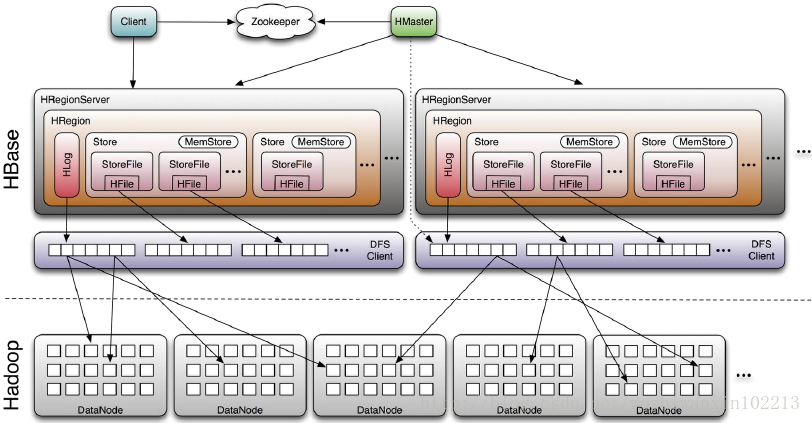 Client
Zookeeper
HMaster
HBase
HRegionServer
HRegion
HLog
Store
MemStore
StoreFile
HFile
StoreFile
HFile
...
Store
MemStore
StoreFile
HFile
...
...
HRegionServer
HRegion
HLog
Store
MemStore
StoreFile
HFile
StoreFile
HFile
...
Store
MemStore
StoreFile
HFile
...
...
...
...
DFS
Client
...
DFS
Client
Hadoop
DataNode
DataNode
DataNode
DataNode
DataNode
...